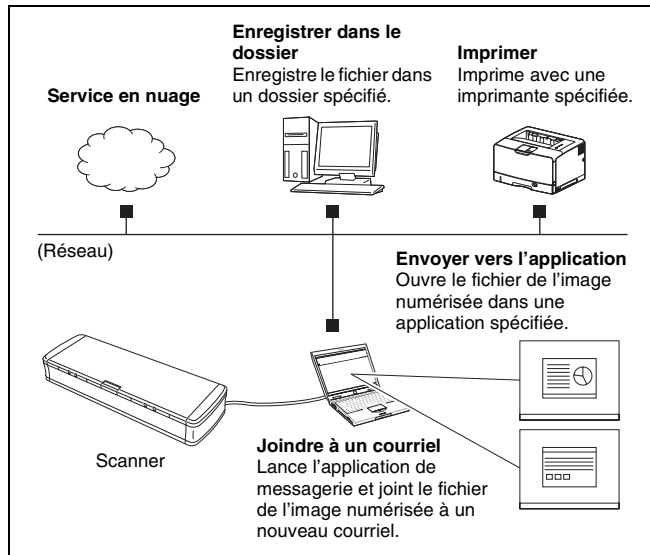 Service en nuage
Enregistrer dans le
dossier
Enregistre le fichier dans
un dossier spécifié.
Imprimer
Imprime avec une
imprimante spécifiée.
(Réseau)
Envoyer vers l'application
Ouvre le fichier de l'image
numérisée dans une
application spécifiée.
Scanner
Joindre à un courriel
Lance l'application de
messagerie et joint le fichier
de l'image numérisée à un
nouveau courriel.